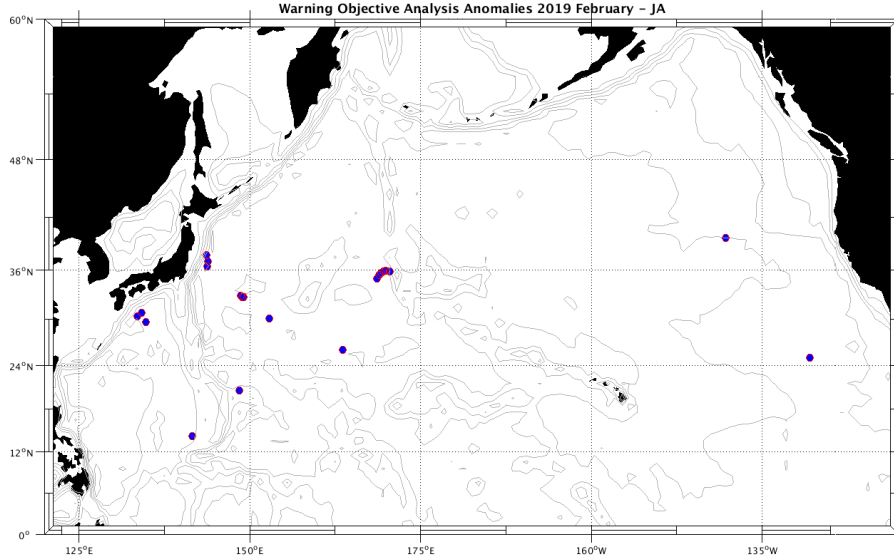 Warning Objective Analysis Anomalies 2019 February – JA
60°N
48°N
36°N
24°N
12°N
0°
125°E
150°E
175°E
160°W
135°W